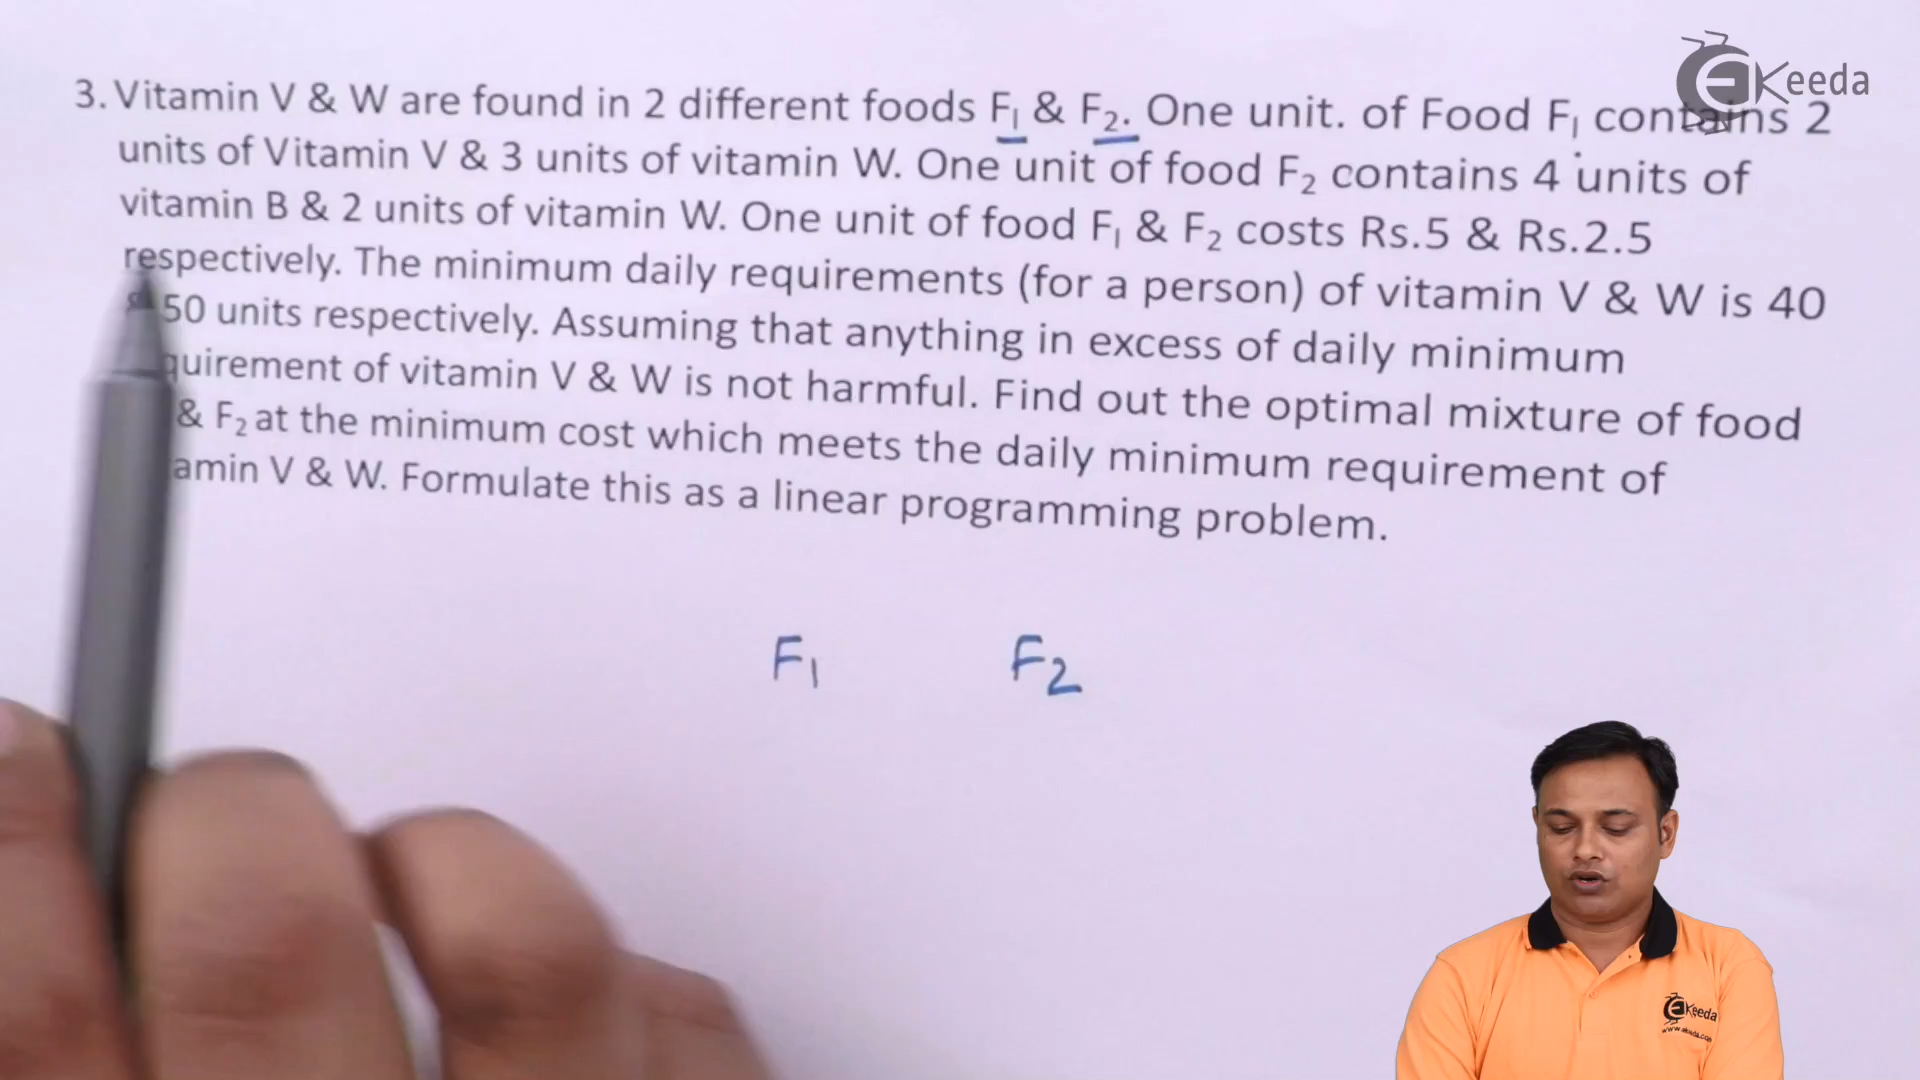 Keeda
3. Vitamin V & W are found in 2 different foods F₁ & F₂. One unit. of Food F₁ contains 2
units of Vitamin V & 3 units of vitamin W. One unit of food F₂ contains 4 units of
vitamin B & 2 units of vitamin W. One unit of food F₁ & F₂ costs Rs.5 & Rs.2.5
respectively. The minimum daily requirements (for a person) of vitamin V & W is 40
& 50 units respectively. Assuming that anything in excess of daily minimum
quirement of vitamin V & W is not harmful. Find out the optimal mixture of food
& F₂ at the minimum cost which meets the daily minimum requirement of
amin V & W. Formulate this as a linear programming problem.
F₁ F₂
Keeda
www.ekeeda.com